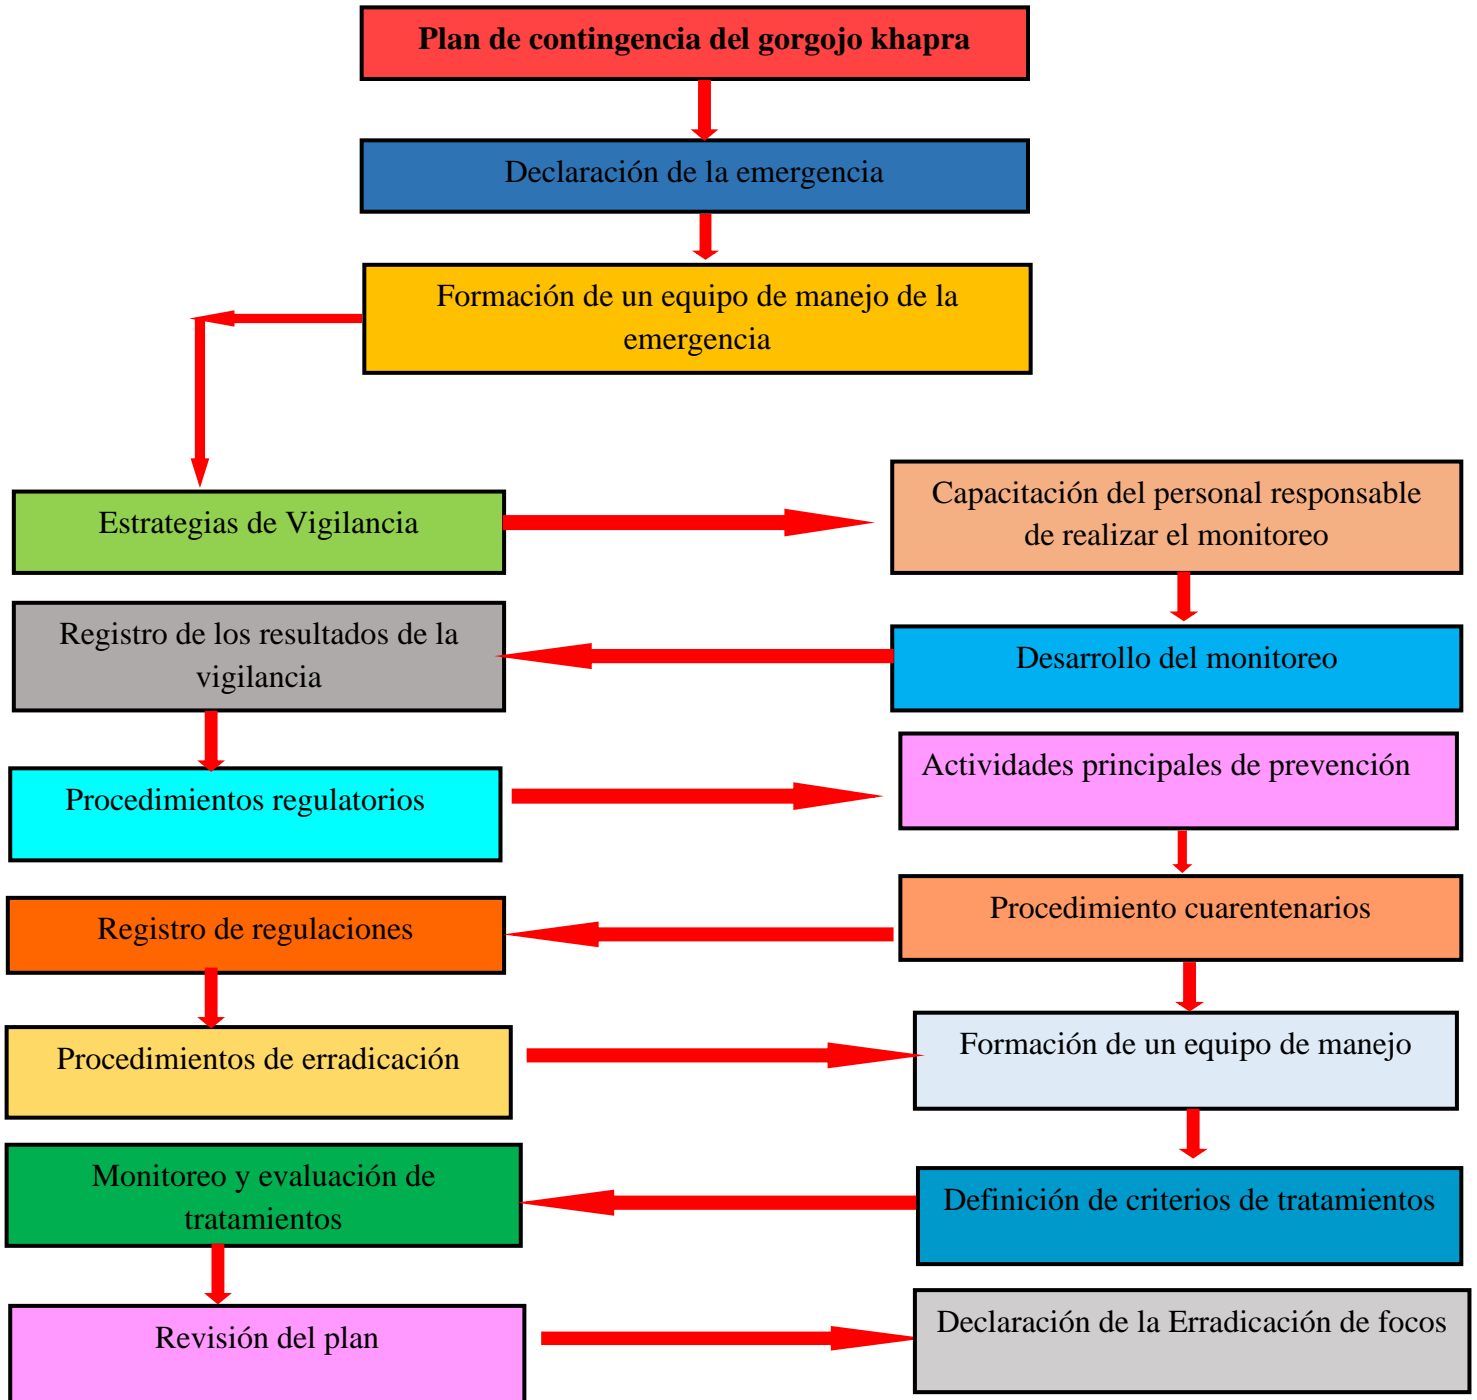 Plan de contingencia del gorgojo khapra
Declaración de la emergencia
Formación de un equipo de manejo de la
emergencia
Estrategias de Vigilancia
Capacitación del personal responsable
de realizar el monitoreo
Registro de los resultados de la
vigilancia
Desarrollo del monitoreo
Procedimientos regulatorios
Actividades principales de prevención
Registro de regulaciones
Procedimiento cuarentenarios
Procedimientos de erradicación
Formación de un equipo de manejo
Monitoreo y evaluación de
tratamientos
Definición de criterios de tratamientos
Revisión del plan
Declaración de la Erradicación de focos